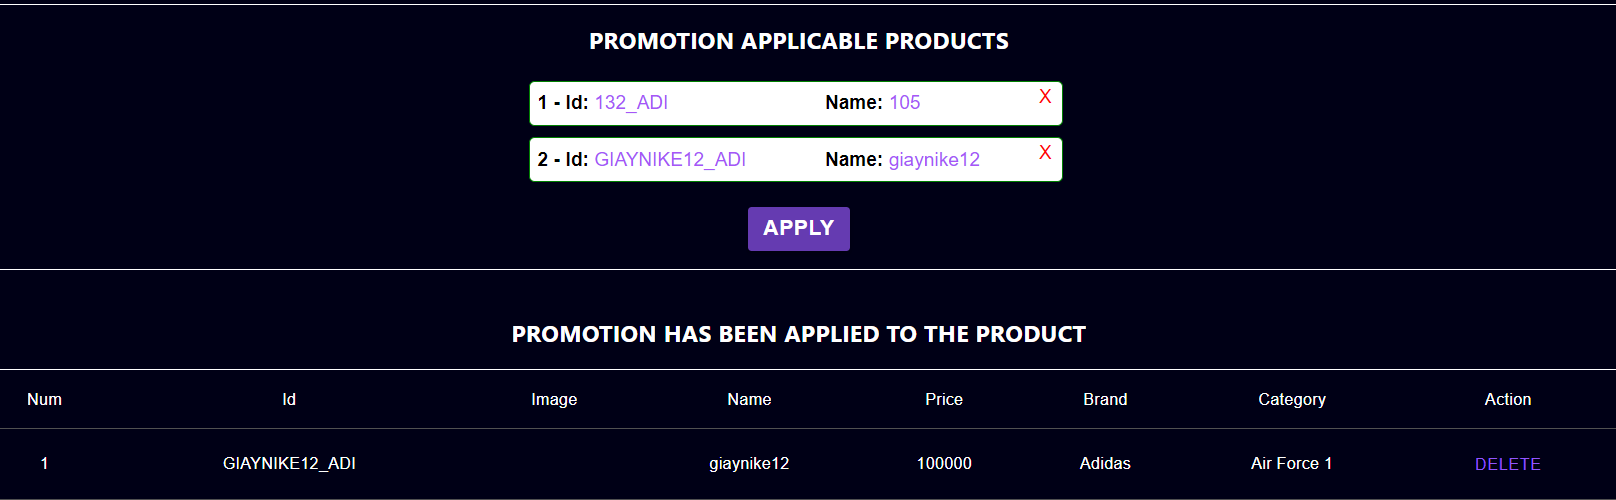 PROMOTION APPLICABLE PRODUCTS
1 - Id: 132_ADI Name: 105 X
2 - Id: GIAYNIKE12_ADI Name: giaynike12 X
APPLY
PROMOTION HAS BEEN APPLIED TO THE PRODUCT
Num Id Image Name Price Brand Category Action
1 GIAYNIKE12_ADI giaynike12 100000 Adidas Air Force 1 DELETE